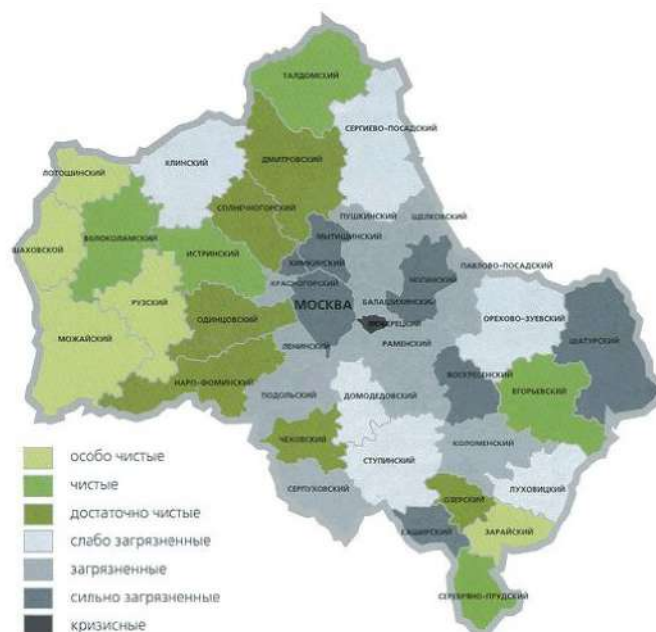 ТАЛДОМСКИЙ
СЕРГИЕВО-ПОСАДСКИЙ
КЛИНСКИЙ
ДМИТРОВСКИЙ
ЛОТОШИНСКИЙ
СОЛНЕЧНОГОРСКИЙ
ПУШКИНСКИЙ
ЩЕЛКОВСКИЙ
ШАХОВСКОЙ
ВОЛОКОЛАМСКИЙ
МЫТИЩИНСКИЙ
ИСТРИНСКИЙ
ХИМКИНСКИЙ
НОГИНСКИЙ
ПАВЛОВО-ПОСАДСКИЙ
КРАСНОГОРСКИЙ
РУЗСКИЙ
МОСКВА
БАЛАШИХИНСКИЙ
ОДИНЦОВСКИЙ
ЛЮБЕРЕЦКИЙ
ОРЕХОВО-ЗУЕВСКИЙ
МОЖАЙСКИЙ
ЛЕНИНСКИЙ
РАМЕНСКИЙ
ШАТУРСКИЙ
НАРО-ФОМИНСКИЙ
ВОСКРЕСЕНСКИЙ
ПОДОЛЬСКИЙ
ДОМОДЕДОВСКИЙ
ЕГОРЬЕВСКИЙ
ЧЕХОВСКИЙ
КОЛОМЕНСКИЙ
СТУПИНСКИЙ
СЕРПУХОВСКИЙ
ЛУХОВИЦКИЙ
ОЗЕРСКИЙ
КАШИРСКИЙ
ЗАРАЙСКИЙ
СЕРЕБРЯНО-ПРУДСКИЙ
особо чистые
чистые
достаточно чистые
слабо загрязненные
загрязненные
сильно загрязненные
кризисные